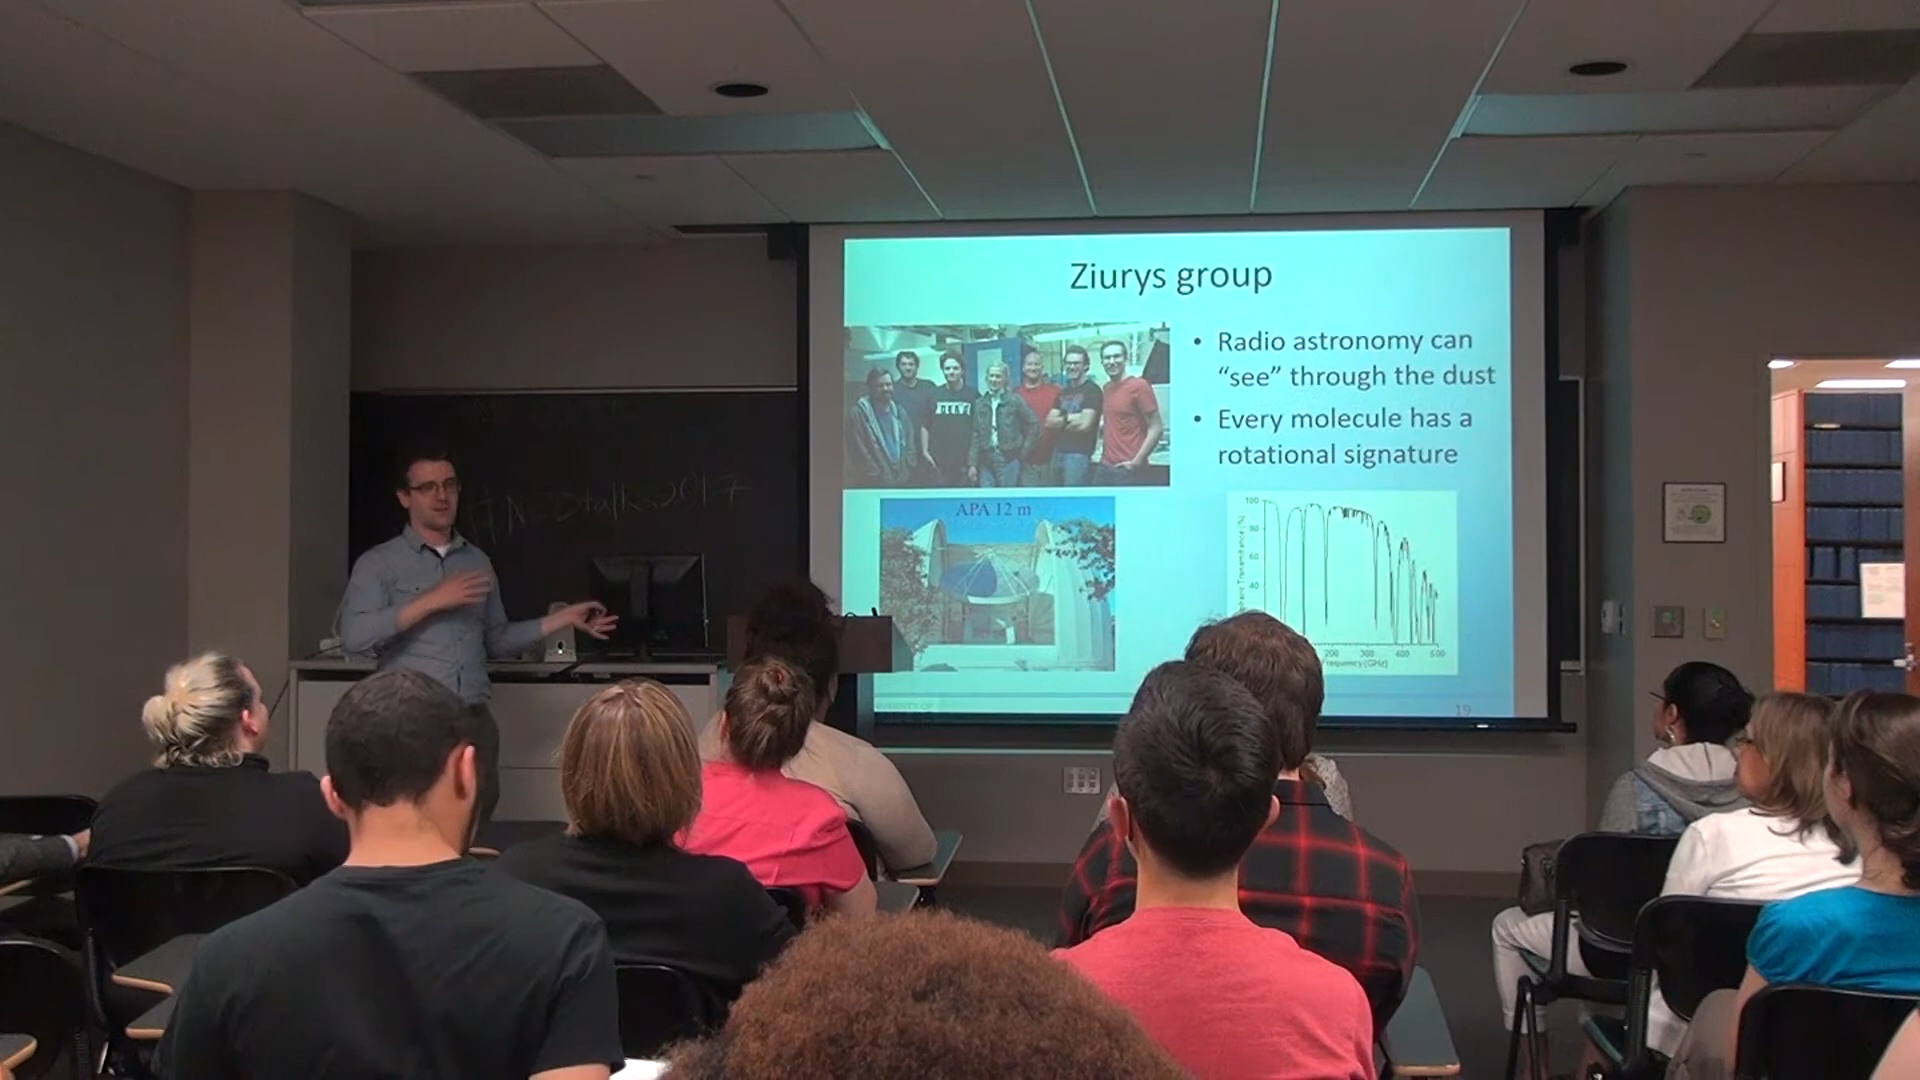 Ziurys group
• Radio astronomy can
“see” through the dust
• Every molecule has a
rotational signature
APA 12 m
100
80
60
40
200 300 400 500
Frequency (GHz)
19
#NEDtalks2017